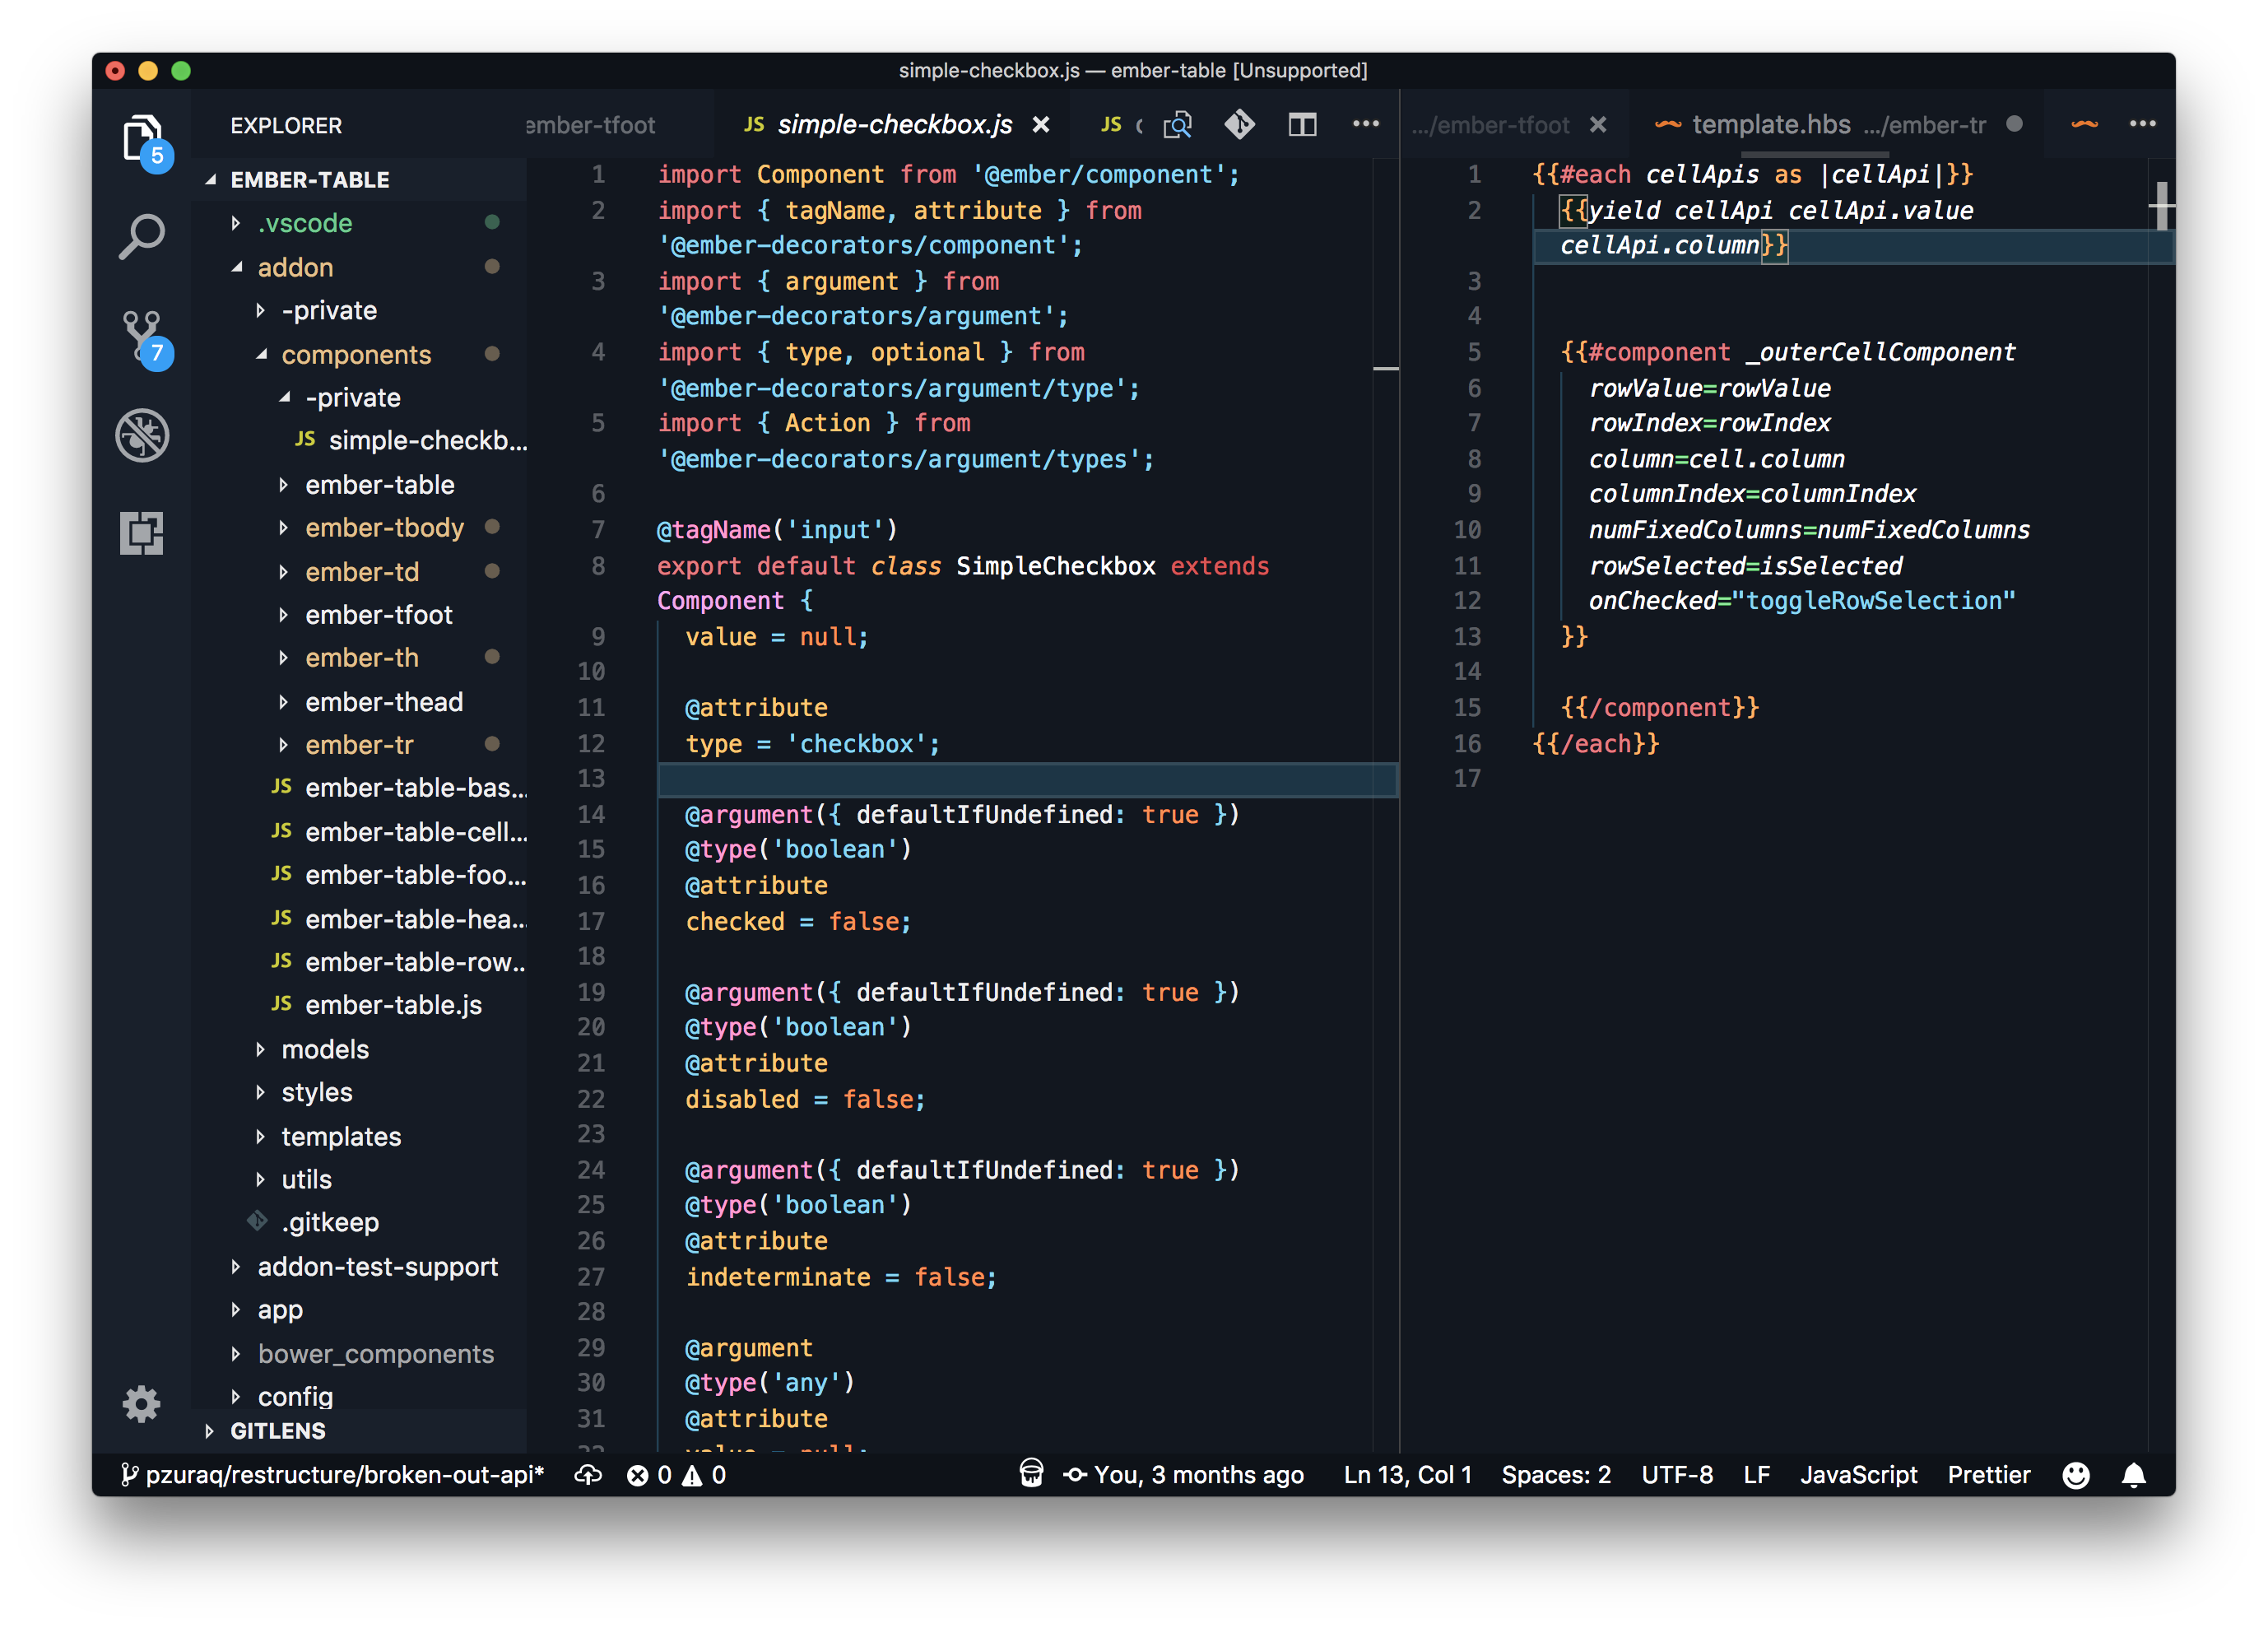 simple-checkbox.js — ember-table [Unsupported]
5
7
EXPLORER
EMBER-TABLE
.vscode
addon
-private
components
-private
JS simple-checkb...
ember-table
ember-tbody
ember-td
ember-tfoot
ember-th
ember-thead
ember-tr
JS ember-table-bas...
JS ember-table-cell...
JS ember-table-foo...
JS ember-table-hea...
JS ember-table-row...
JS ember-table.js
models
styles
templates
utils
.gitkeep
addon-test-support
app
bower_components
config
GITLENS
ember-tfoot
JS simple-checkbox.js
JS
1 import Component from '@ember/component';
2 import { tagName, attribute } from
'@ember-decorators/component';
3 import { argument } from
'@ember-decorators/argument';
4 import { type, optional } from
'@ember-decorators/argument/type';
5 import { Action } from
'@ember-decorators/argument/types';
6
7 @tagName('input')
8 export default class SimpleCheckbox extends
Component {
9 value = null;
10
11 @attribute
12 type = 'checkbox';
13
14 @argument({ defaultIfUndefined: true })
15 @type('boolean')
16 @attribute
17 checked = false;
18
19 @argument({ defaultIfUndefined: true })
20 @type('boolean')
21 @attribute
22 disabled = false;
23
24 @argument({ defaultIfUndefined: true })
25 @type('boolean')
26 @attribute
27 indeterminate = false;
28
29 @argument
30 @type('any')
31 @attribute
32 value = null;
.../ember-tfoot
template.hbs .../ember-tr
1 {{#each cellApis as |cellApi|}}
2 {{yield cellApi cellApi.value
cellApi.column}}
3
4
5 {{#component _outerCellComponent
6 rowValue=rowValue
7 rowIndex=rowIndex
8 column=cell.column
9 columnIndex=columnIndex
10 numFixedColumns=numFixedColumns
11 rowSelected=isSelected
12 onChecked="toggleRowSelection"
13 }}
14
15 {{/component}}
16 {{/each}}
17
pzuraq/restructure/broken-out-api* 0 0 You, 3 months ago Ln 13, Col 1 Spaces: 2 UTF-8 LF JavaScript Prettier